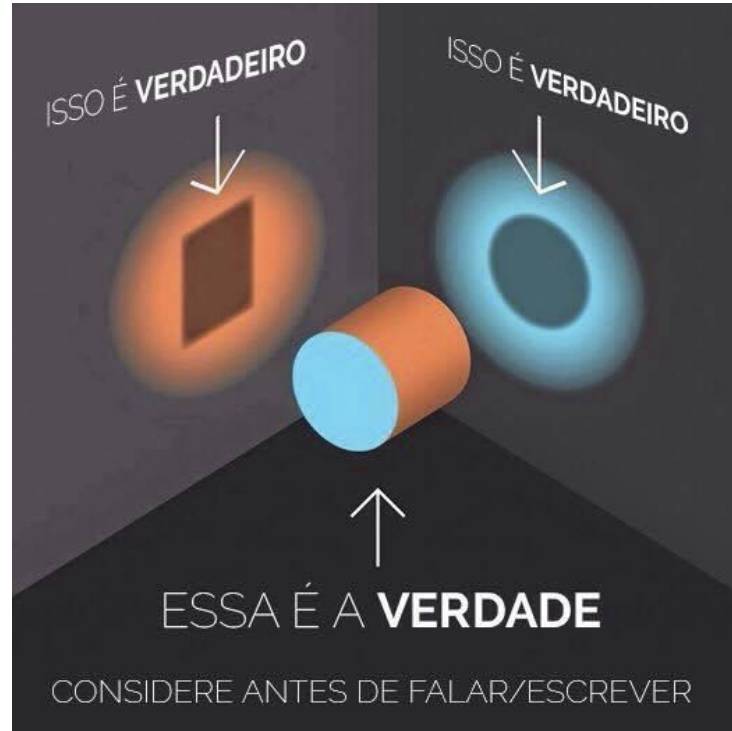 ISSO É VERDADEIRO
ISSO É VERDADEIRO
ESSA É A VERDADE
CONSIDERE ANTES DE FALAR/ESCREVER